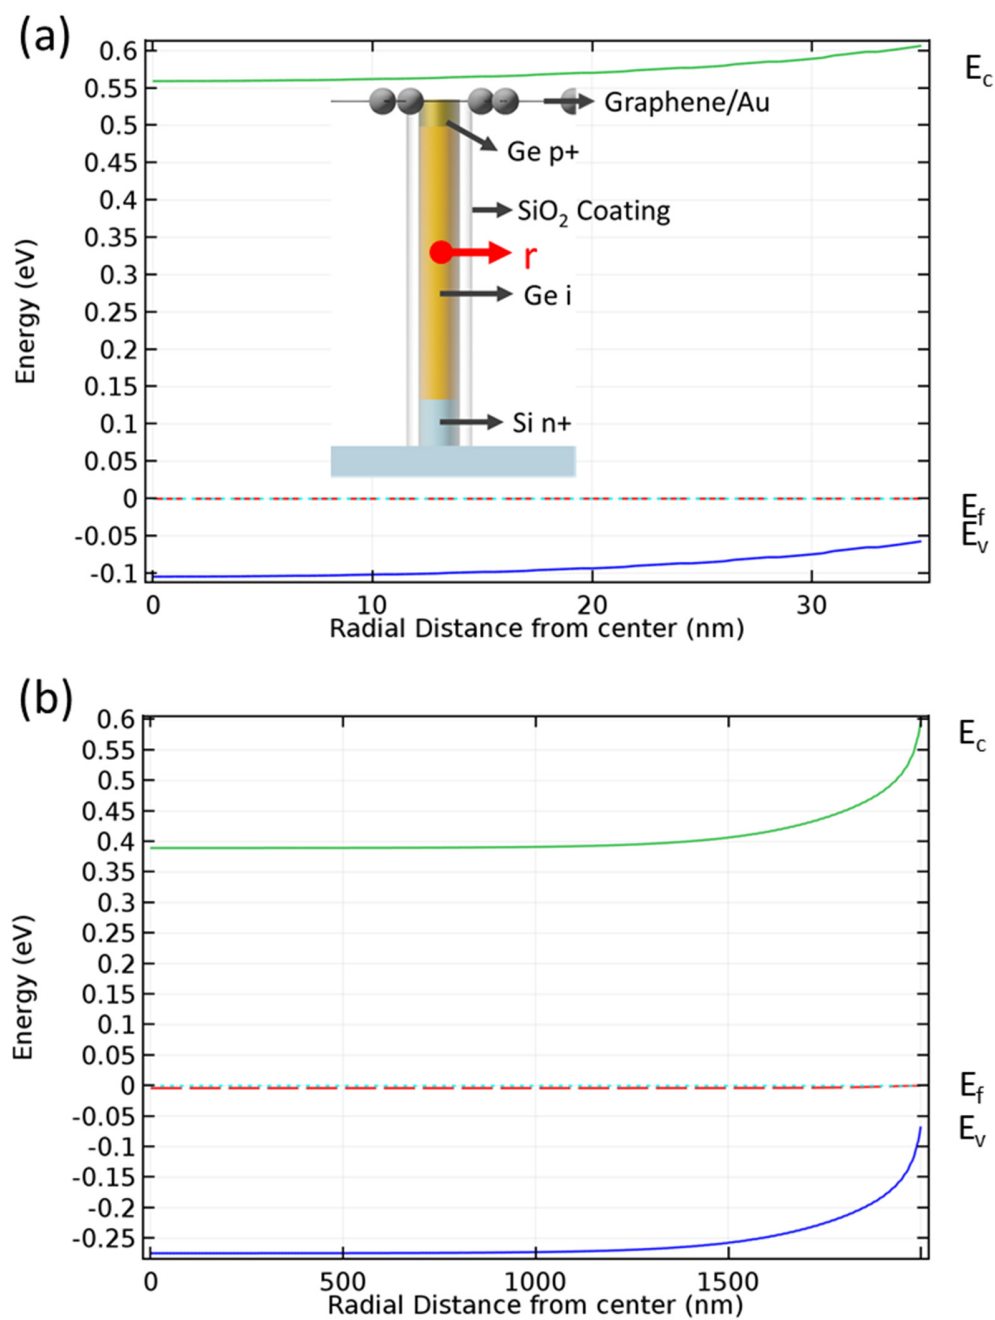 (a)
0.6
0.55
0.5
0.45
0.4
0.35
0.3
0.25
0.2
0.15
0.1
0.05
0
-0.05
-0.1
Energy (eV)
Graphene/Au
Ge p+
SiO2 Coating
r
Ge i
Si n+
Ec
Ef
Ev
0 10 20 30
Radial Distance from center (nm)
(b)
0.6
0.55
0.5
0.45
0.4
0.35
0.3
0.25
0.2
0.15
0.1
0.05
0
-0.05
-0.1
-0.15
-0.2
-0.25
Energy (eV)
Ec
Ef
Ev
0 500 1000 1500
Radial Distance from center (nm)